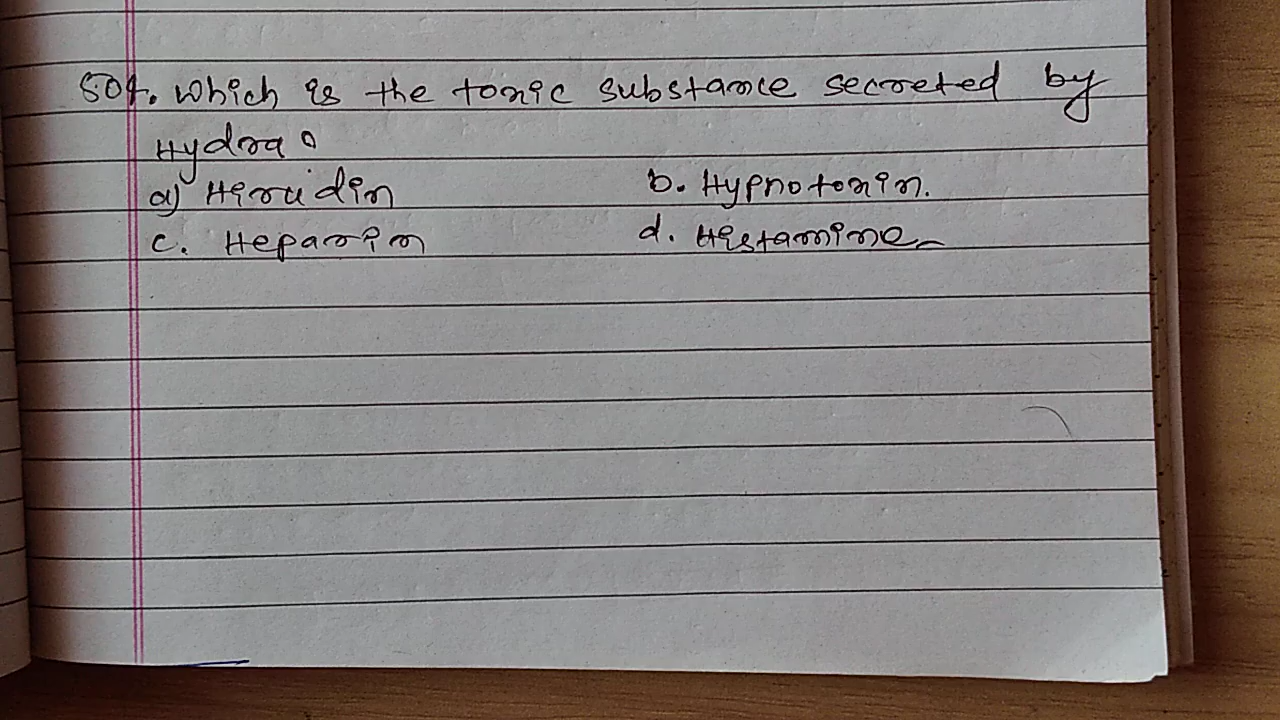 504. Which is the toxic substance secreted by
Hydra ?
a) Hirudin b. Hypnotoxin.
c. Heparin d. Histamine